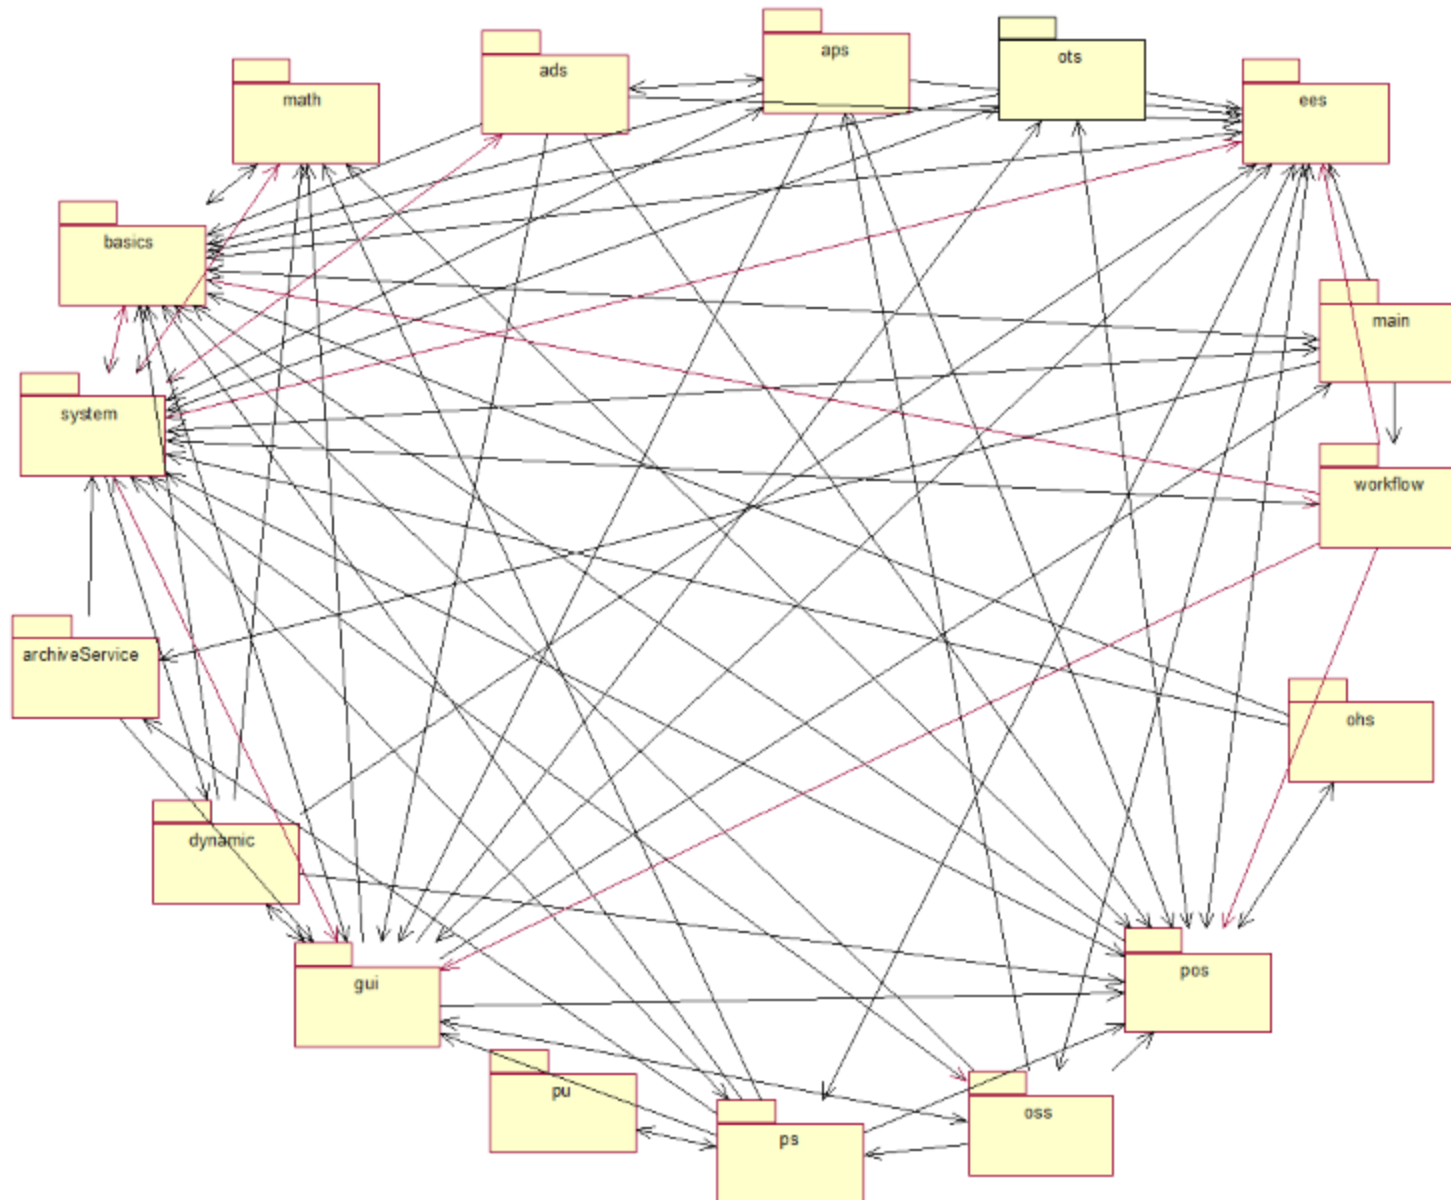 aps
ots
ads
math
ees
basics
main
system
workflow
archiveService
ohs
dynamic
pos
gui
pu
oss
ps